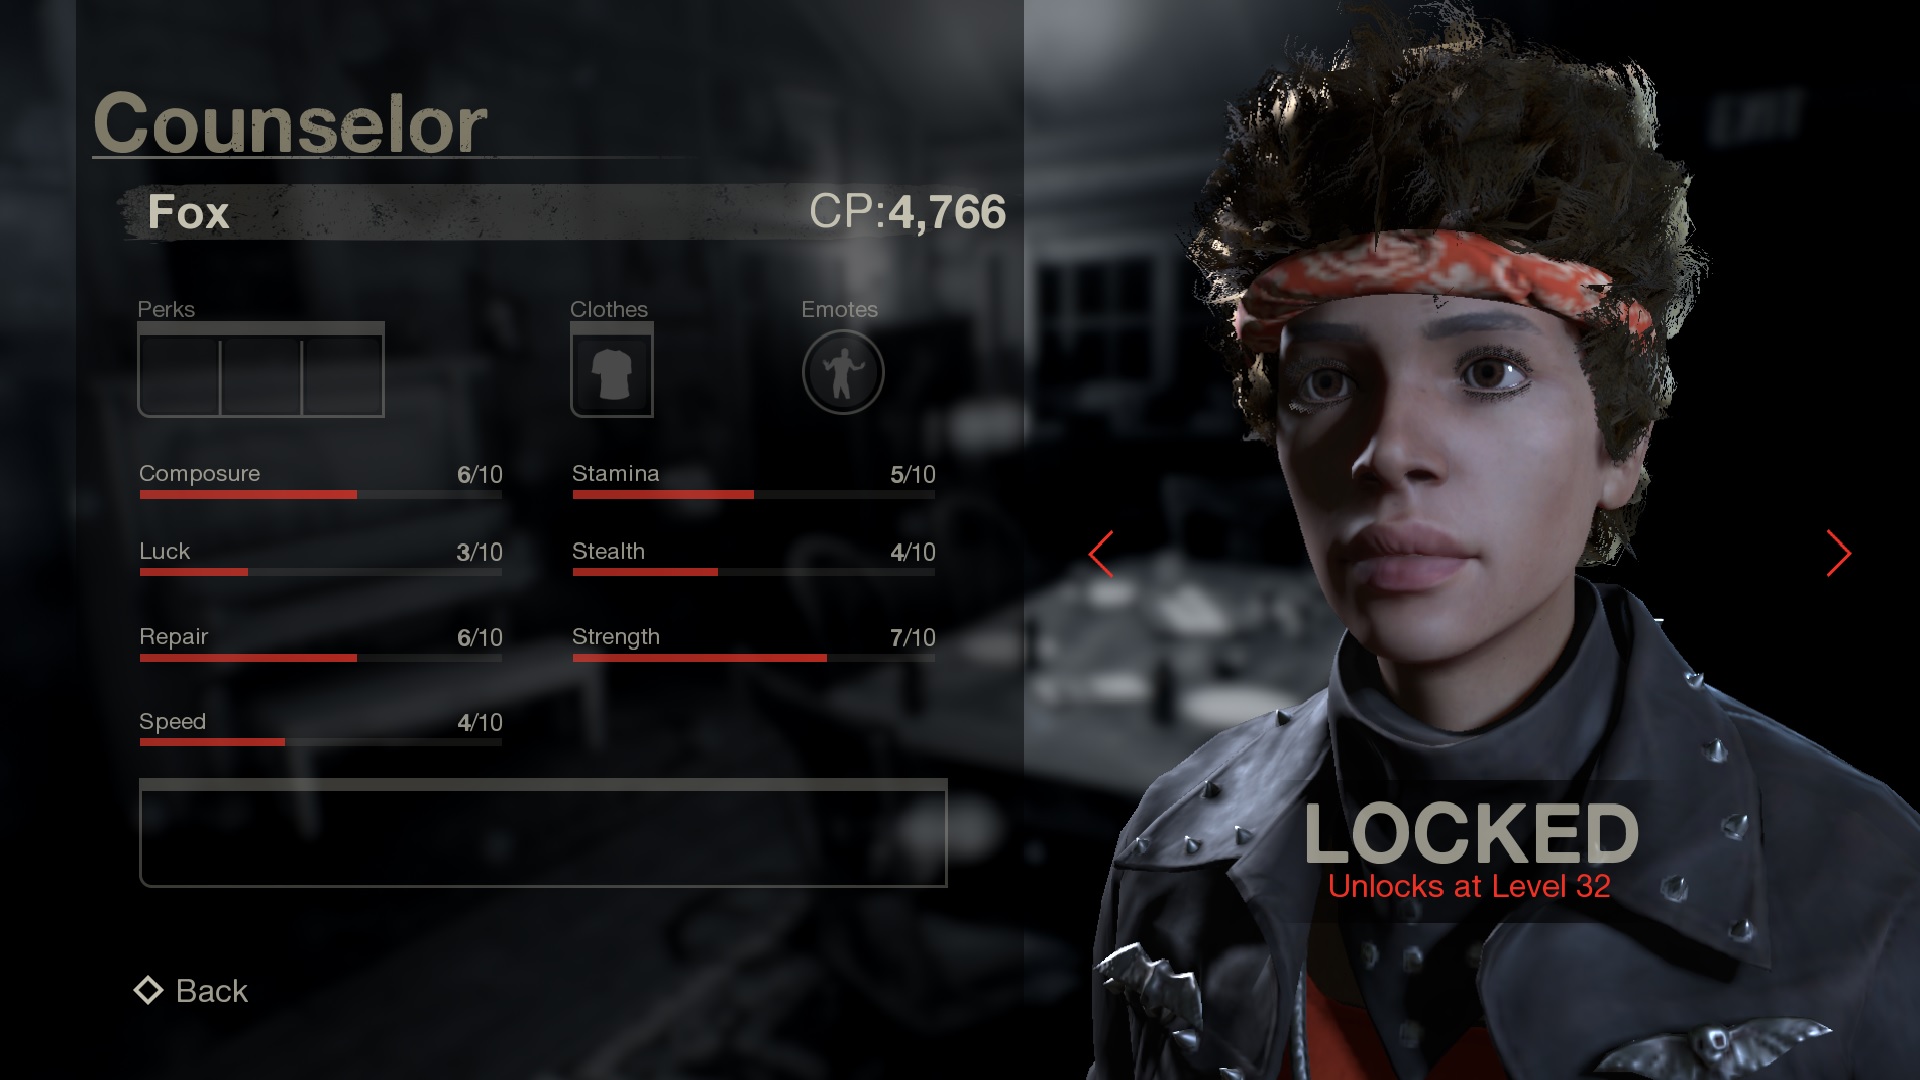 Counselor
Fox
CP:4,766
Perks
Clothes
Emotes
Composure 6/10
Stamina 5/10
Luck 3/10
Stealth 4/10
Repair 6/10
Strength 7/10
Speed 4/10
LOCKED
Unlocks at Level 32
Back